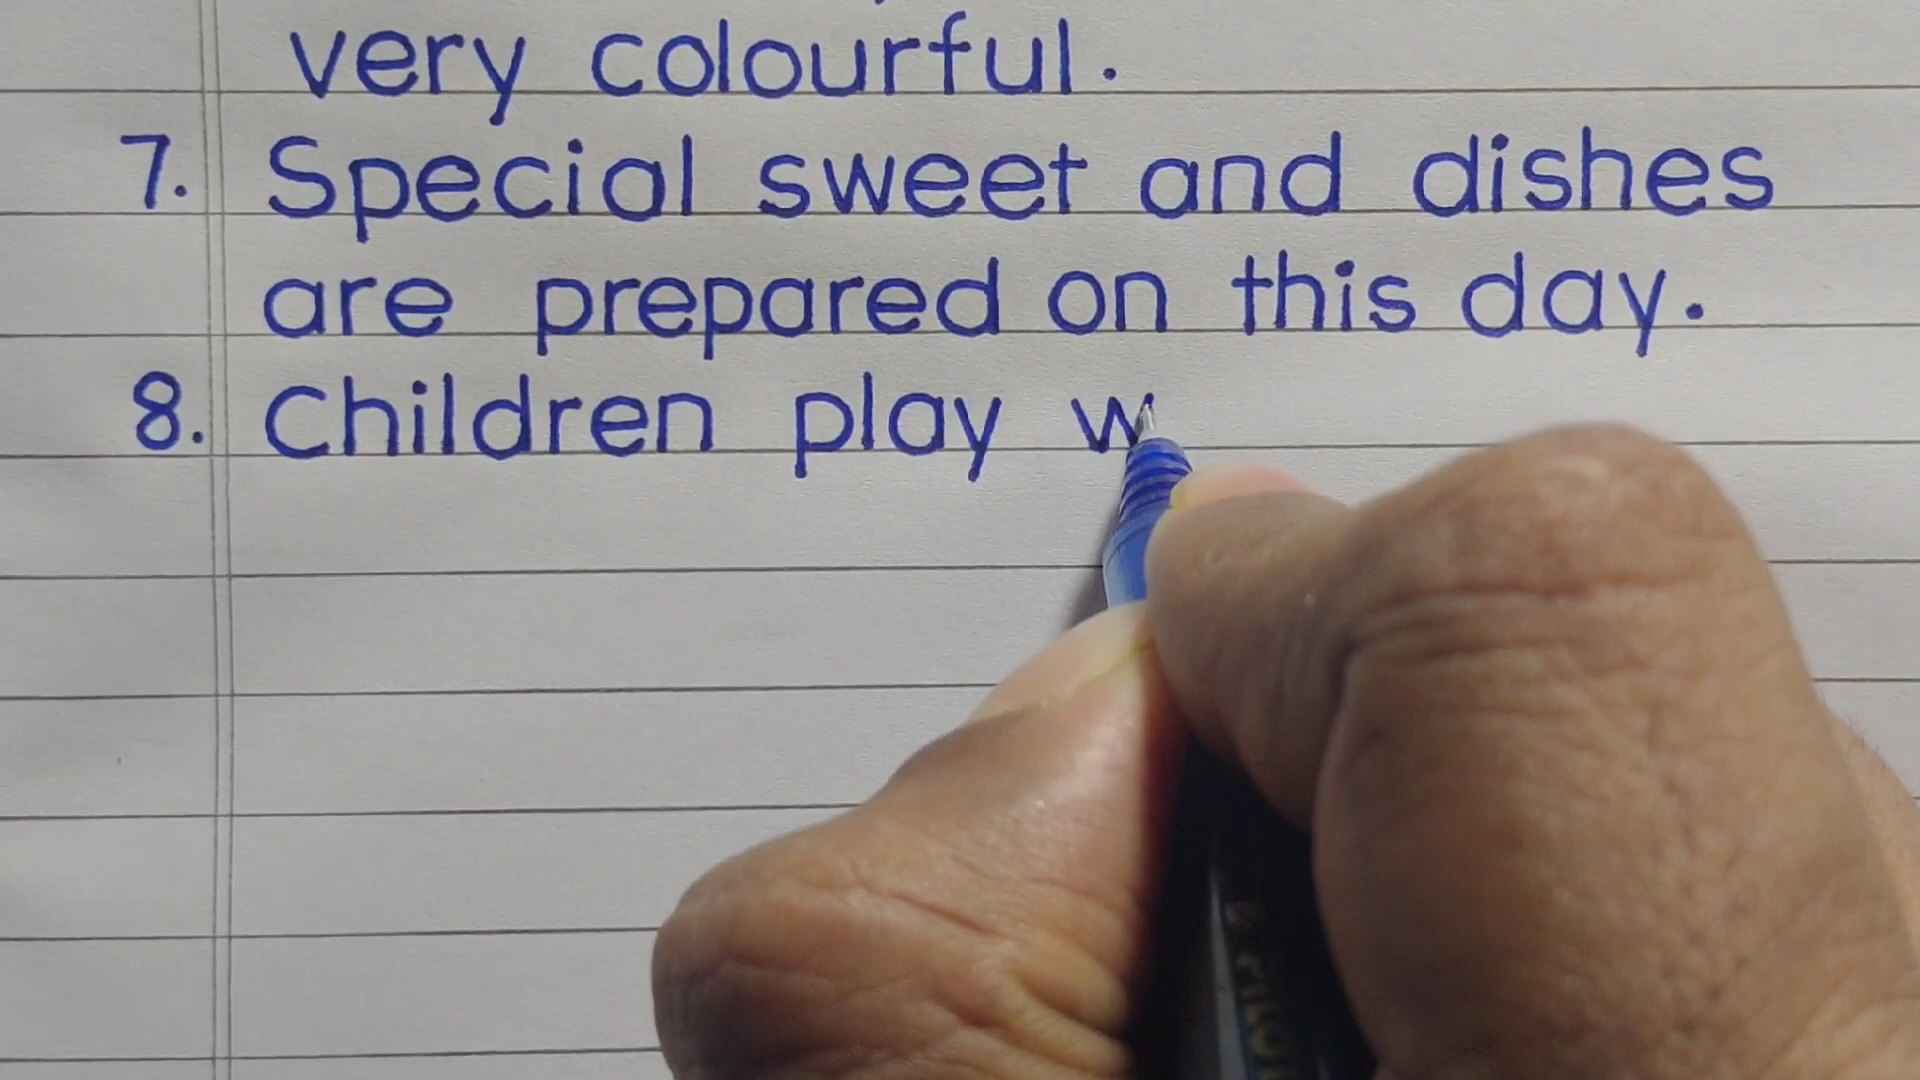 very colourful.
7. Special sweet and dishes
are prepared on this day.
8. Children play w